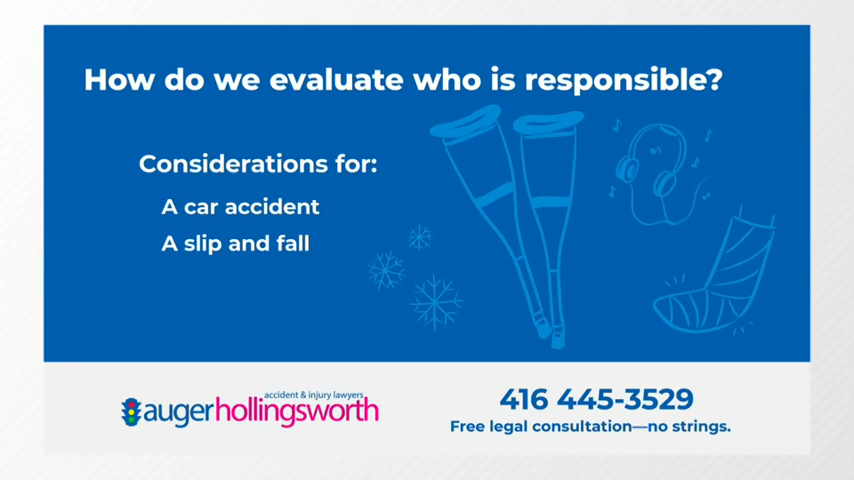 How do we evaluate who is responsible?
Considerations for:
A car accident
A slip and fall
accident & injury lawyers
augerhollingsworth
416 445-3529
Free legal consultation—no strings.